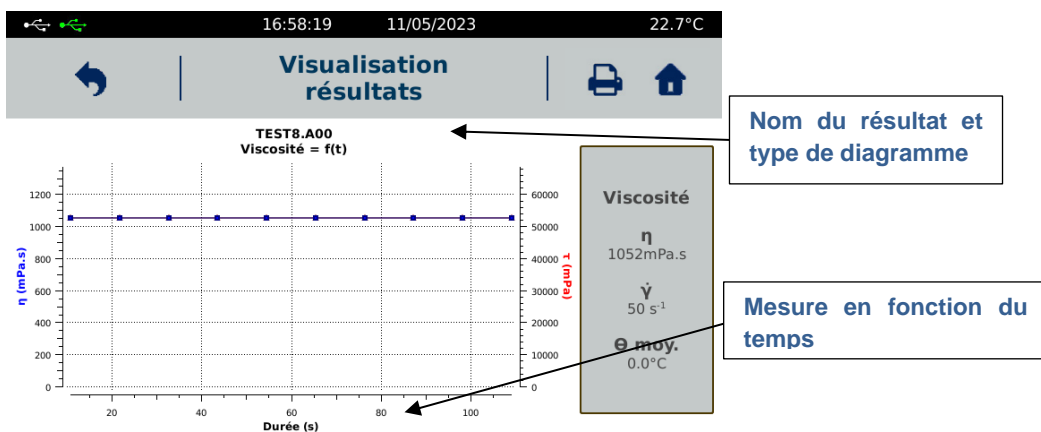 16:58:19 11/05/2023 22.7°C
Visualisation
résultats
TEST8.A00
Viscosité = f(t)
Nom du résultat et
type de diagramme
η (mPa.s)
1200
1000
800
600
400
200
0
60000
50000
40000
30000
20000
10000
0
τ (mPa)
20 40 60 80 100
Durée (s)
Viscosité
η
1052mPa.s
γ̇
50 s⁻¹
Θ moy.
0.0°C
Mesure en fonction du
temps